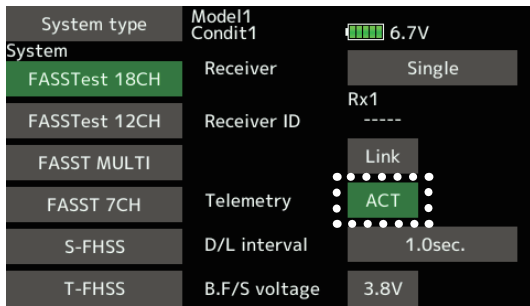 System type
Model1
Condit1
6.7V
System
FASSTest 18CH
Receiver
Single
Rx1
FASSTest 12CH
Receiver ID
-----
FASST MULTI
Link
FASST 7CH
Telemetry
ACT
S-FHSS
D/L interval
1.0sec.
T-FHSS
B.F/S voltage
3.8V